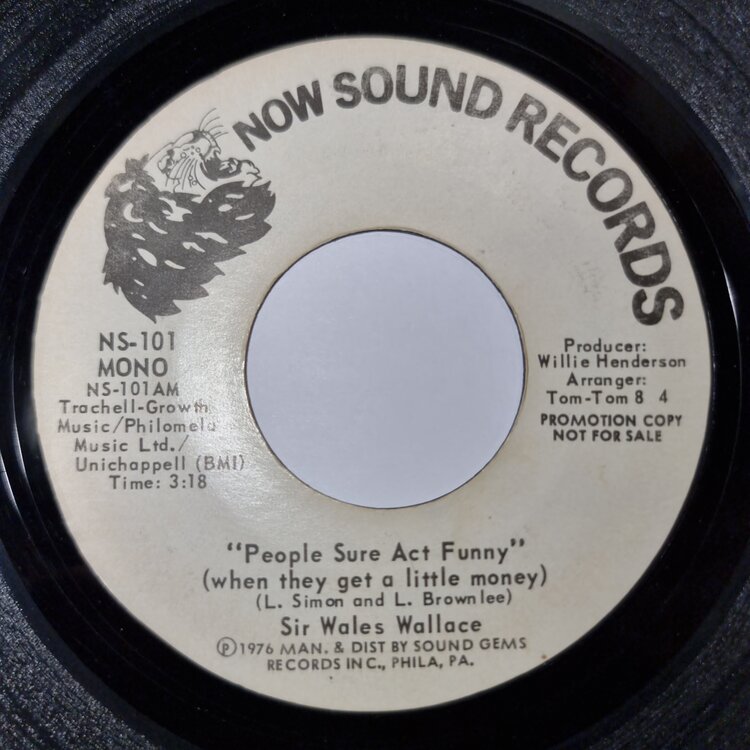 NOW SOUND RECORDS
NS-101
MONO
NS-101AM
Trachell-Growth
Music/Philomela
Music Ltd./
Unichappell (BMI)
Time: 3:18
Producer:
Willie Henderson
Arranger:
Tom-Tom 8 4
PROMOTION COPY
NOT FOR SALE
"People Sure Act Funny"
(when they get a little money)
(L. Simon and L. Brownlee)
Sir Wales Wallace
Ⓟ1976 MAN. & DIST BY SOUND GEMS
RECORDS INC., PHILA, PA.